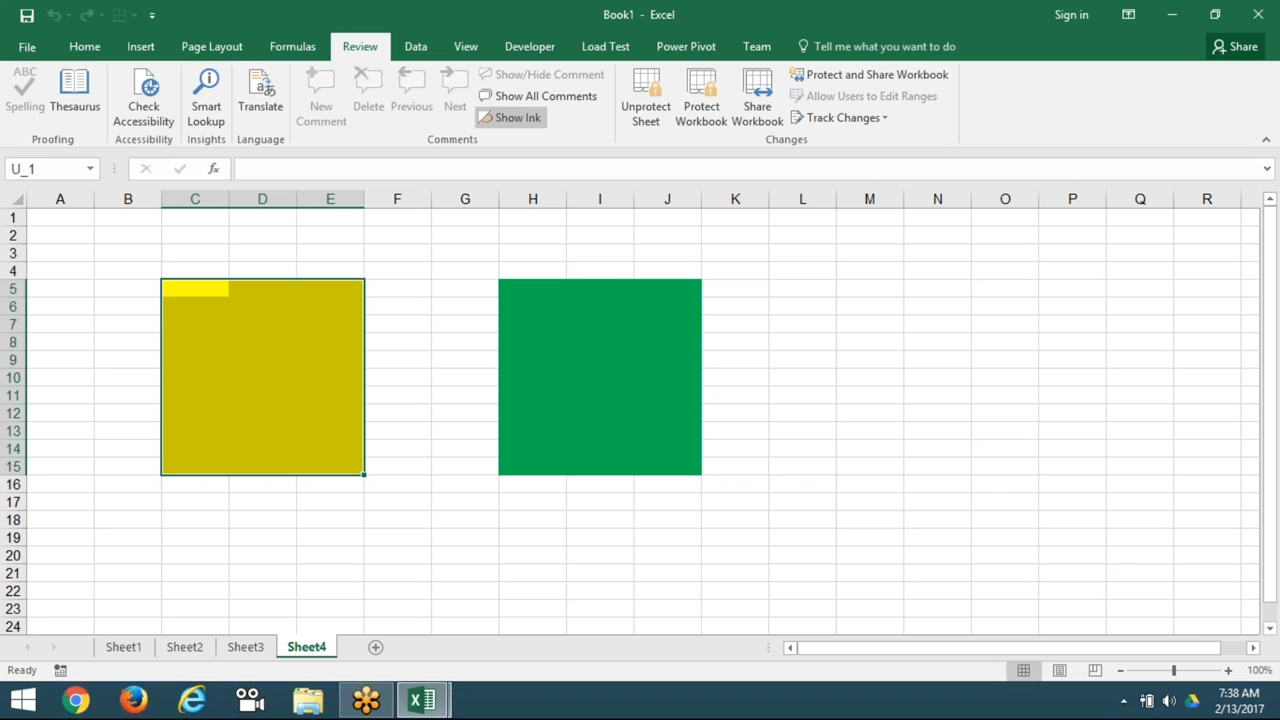 Book1 - Excel
Sign in
File Home Insert Page Layout Formulas Review Data View Developer Load Test Power Pivot Team Tell me what you want to do Share
ABC
Spelling
Thesaurus
Check Accessibility
Smart Lookup
Translate
New Comment
Delete
Previous
Next
Show/Hide Comment
Show All Comments
Show Ink
Unprotect Sheet
Protect Workbook
Share Workbook
Protect and Share Workbook
Allow Users to Edit Ranges
Track Changes
Proofing Accessibility Insights Language Comments Changes
U_1
fx
A B C D E F G H I J K L M N O P Q R
1
2
3
4
5
6
7
8
9
10
11
12
13
14
15
16
17
18
19
20
21
22
23
24
Sheet1 Sheet2 Sheet3 Sheet4
Ready
100%
7:38 AM
2/13/2017